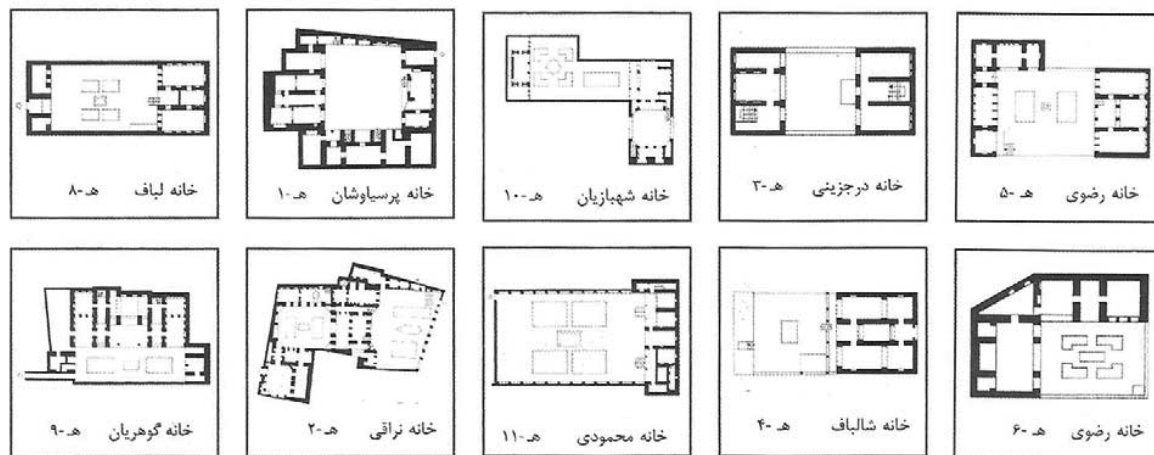 خانه رضوی هـ -۵
خانه درجزینی هـ -۳
خانه شهبازیان هـ -۱۰
خانه پرسیاوشان هـ -۱
خانه لباف هـ -۸
خانه رضوی هـ -۶
خانه شالباف هـ -۴
خانه محمودی هـ -۱۱
خانه نراقی هـ -۲
خانه گوهریان هـ -۹